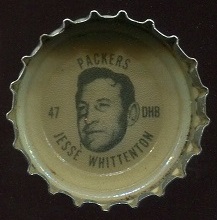 PACKERS
47 DHB
JESSE WHITTENTON